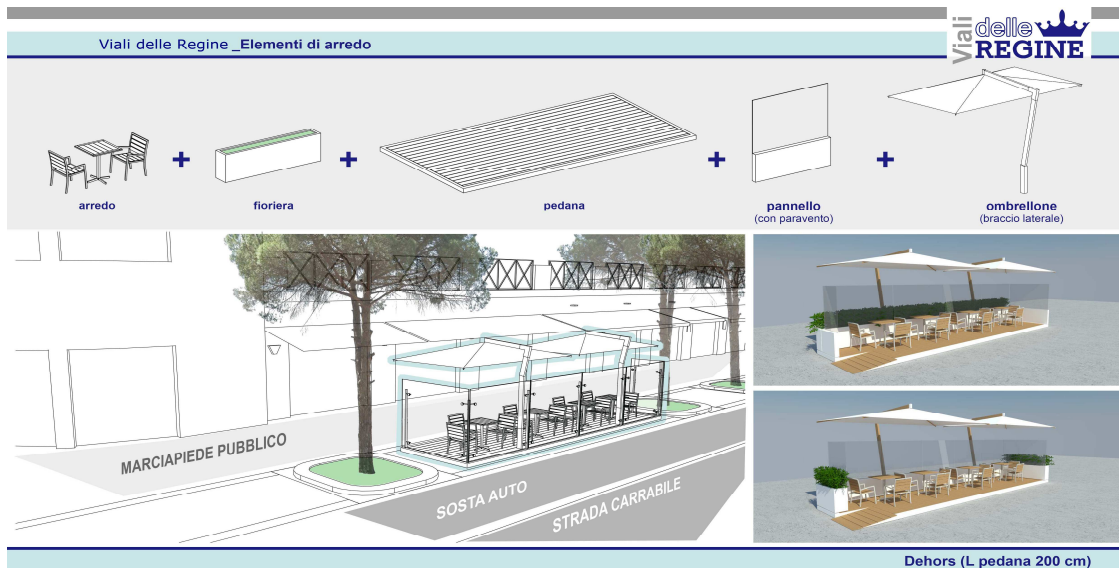 Viali delle Regine _Elementi di arredo
Viali delle REGINE
arredo + fioriera + pedana + pannello (con paravento) + ombrellone (braccio laterale)
MARCIAPIEDE PUBBLICO
SOSTA AUTO
STRADA CARRABILE
Dehors (L pedana 200 cm)